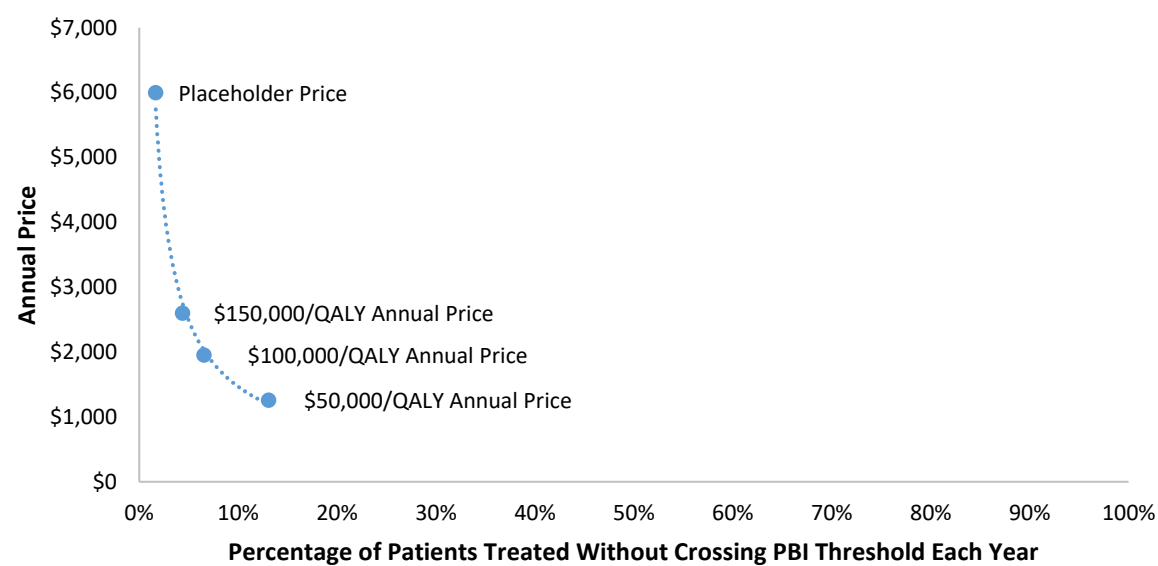 $7,000
$6,000
Placeholder Price
$5,000
$4,000
Annual Price
$3,000
$150,000/QALY Annual Price
$2,000
$100,000/QALY Annual Price
$50,000/QALY Annual Price
$1,000
$0
0% 10% 20% 30% 40% 50% 60% 70% 80% 90% 100%
Percentage of Patients Treated Without Crossing PBI Threshold Each Year